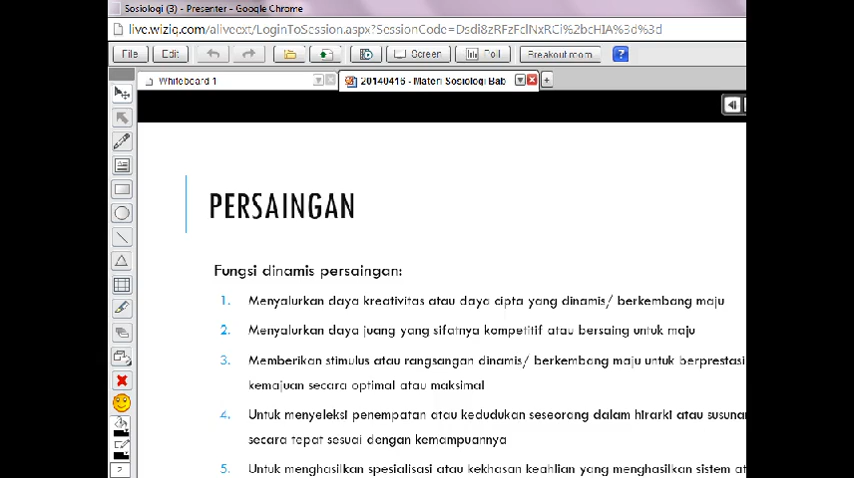 Sosiologi (3) - Presenter - Google Chrome
live.wiziq.com/aliveext/LoginToSession.aspx?SessionCode=Dsdi8zRFzFclNxRCi%2bcHIA%3d%3d
File Edit Screen Poll Breakout room ?
Whiteboard 1 20140416 - Materi Sosiologi Bab
PERSAINGAN
Fungsi dinamis persaingan:
1. Menyalurkan daya kreativitas atau daya cipta yang dinamis/ berkembang maju
2. Menyalurkan daya juang yang sifatnya kompetitif atau bersaing untuk maju
3. Memberikan stimulus atau rangsangan dinamis/ berkembang maju untuk berprestasi
kemajuan secara optimal atau maksimal
4. Untuk menyeleksi penempatan atau kedudukan seseorang dalam hirarki atau susunan
secara tepat sesuai dengan kemampuannya
5. Untuk menghasilkan spesialisasi atau kekhasan keahlian yang menghasilkan sistem
2